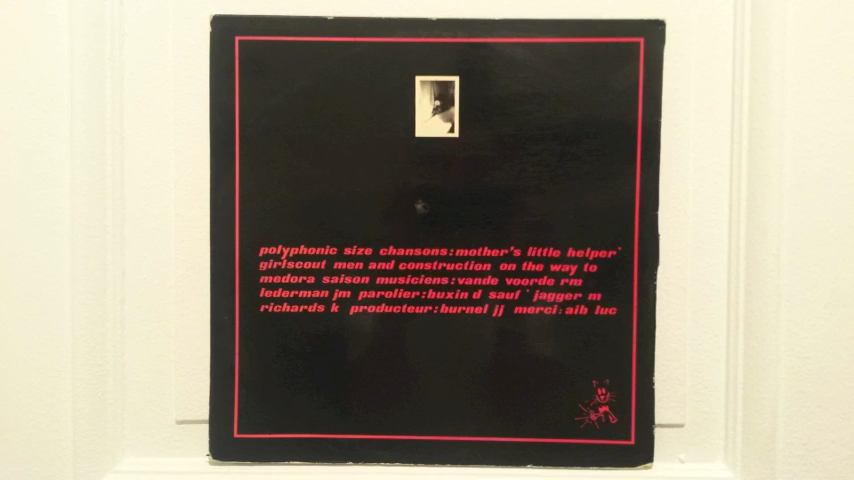 polyphonic size chansons:mother's little helper*
girlscout men and construction on the way to
medora saison musiciens:vande voorde rm
lederman jm parolier:buxin d sauf * jagger m
richards k producteur:burnel jj merci:aib luc